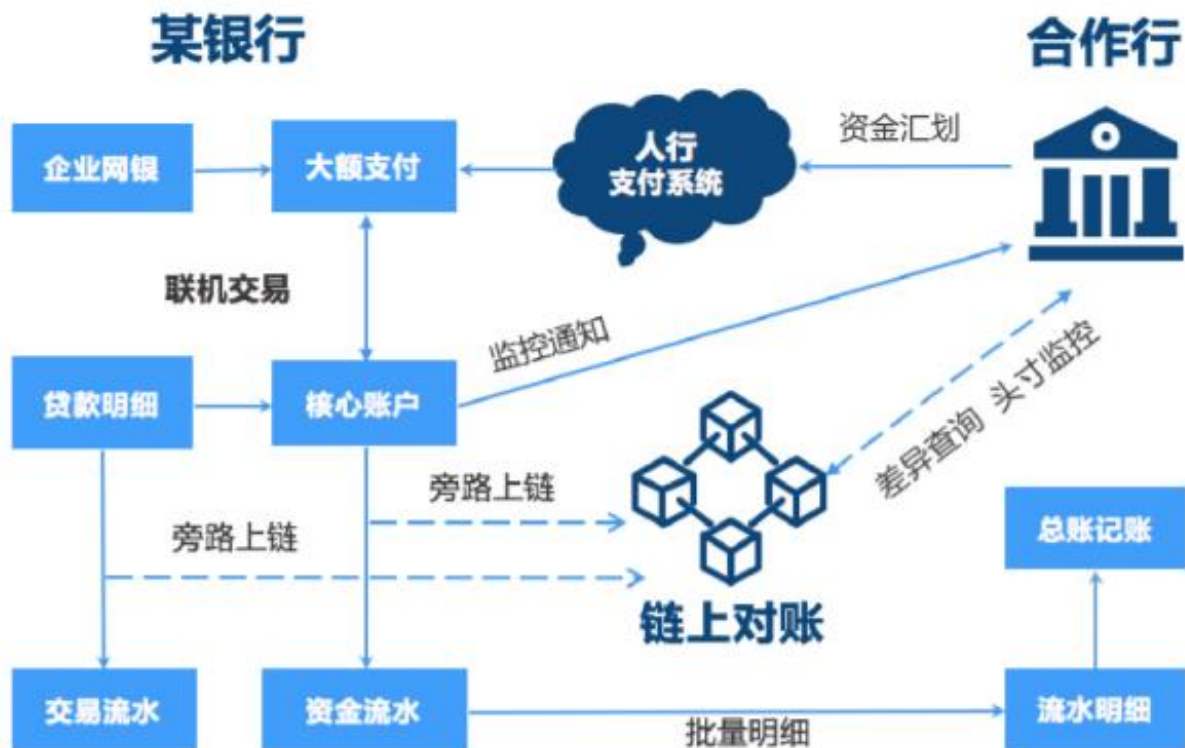 某银行
合作行
企业网银
大额支付
人行
支付系统
资金汇划
联机交易
监控通知
贷款明细
核心账户
差异查询 头寸监控
旁路上链
旁路上链
链上对账
总账记账
交易流水
资金流水
批量明细
流水明细